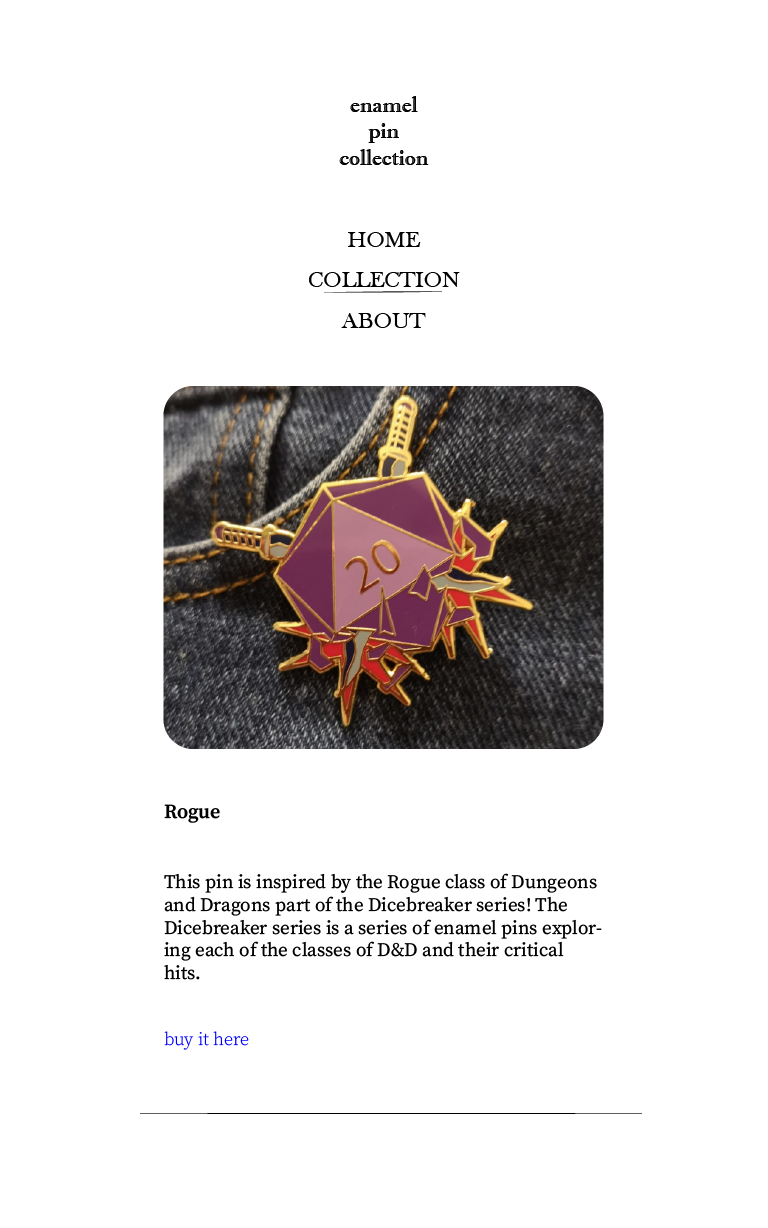 enamel
pin
collection
HOME
COLLECTION
ABOUT
20
Rogue
This pin is inspired by the Rogue class of Dungeons
and Dragons part of the Dicebreaker series! The
Dicebreaker series is a series of enamel pins explor-
ing each of the classes of D&D and their critical
hits.
buy it here